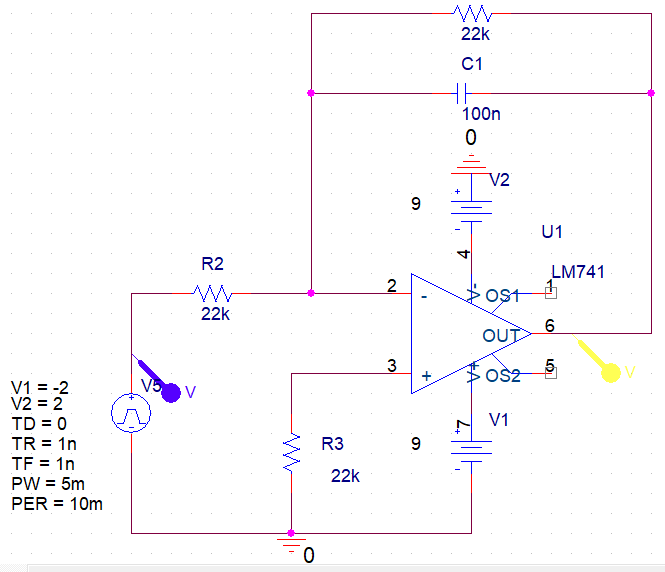 22k
C1
100n
0
V2
9
4
U1
R2
22k
2
-
V-
OS1
1
LM741
OUT
6
V
3
+
V+
OS2
5
V5
V
V1 = -2
V2 = 2
TD = 0
TR = 1n
TF = 1n
PW = 5m
PER = 10m
R3
22k
9
7
V1
0